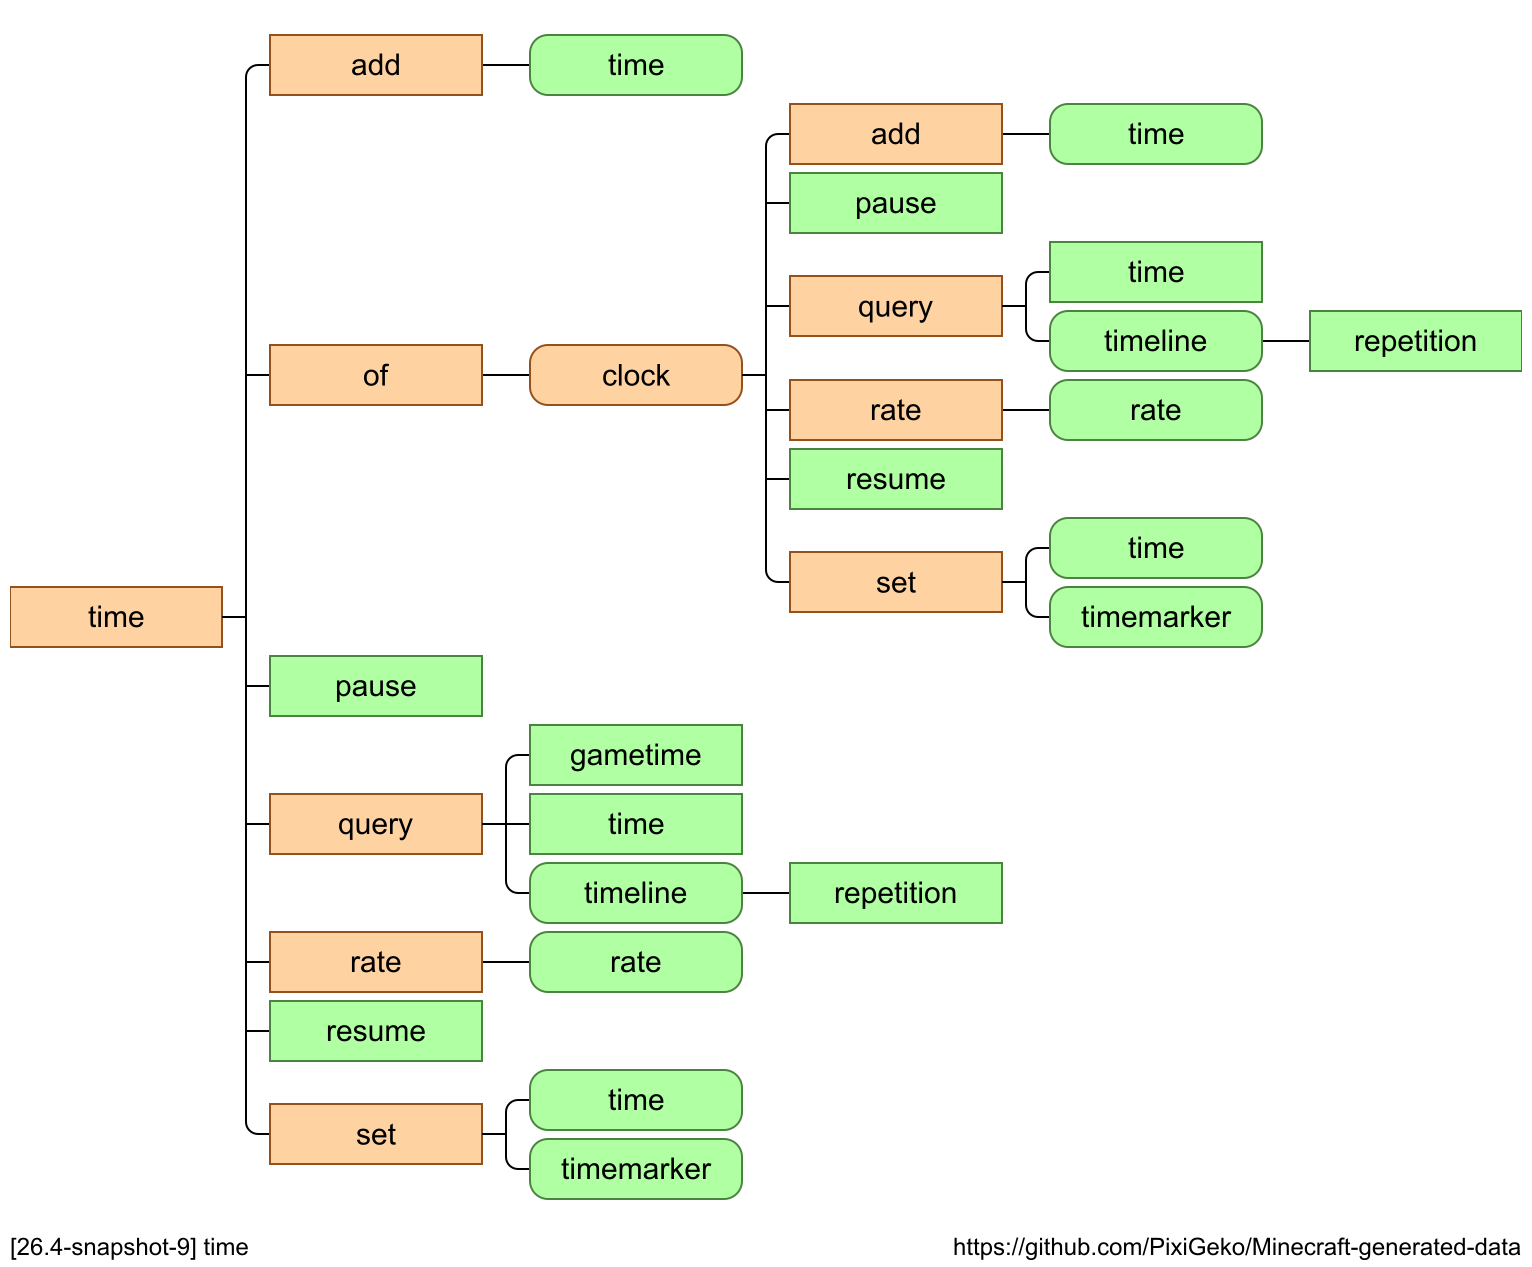 add
time
add
time
pause
time
query
timeline
repetition
of
clock
rate
rate
resume
time
set
time
timemarker
pause
gametime
query
time
timeline
repetition
rate
rate
resume
time
set
timemarker
[26.4-snapshot-9] time
https://github.com/PixiGeko/Minecraft-generated-data